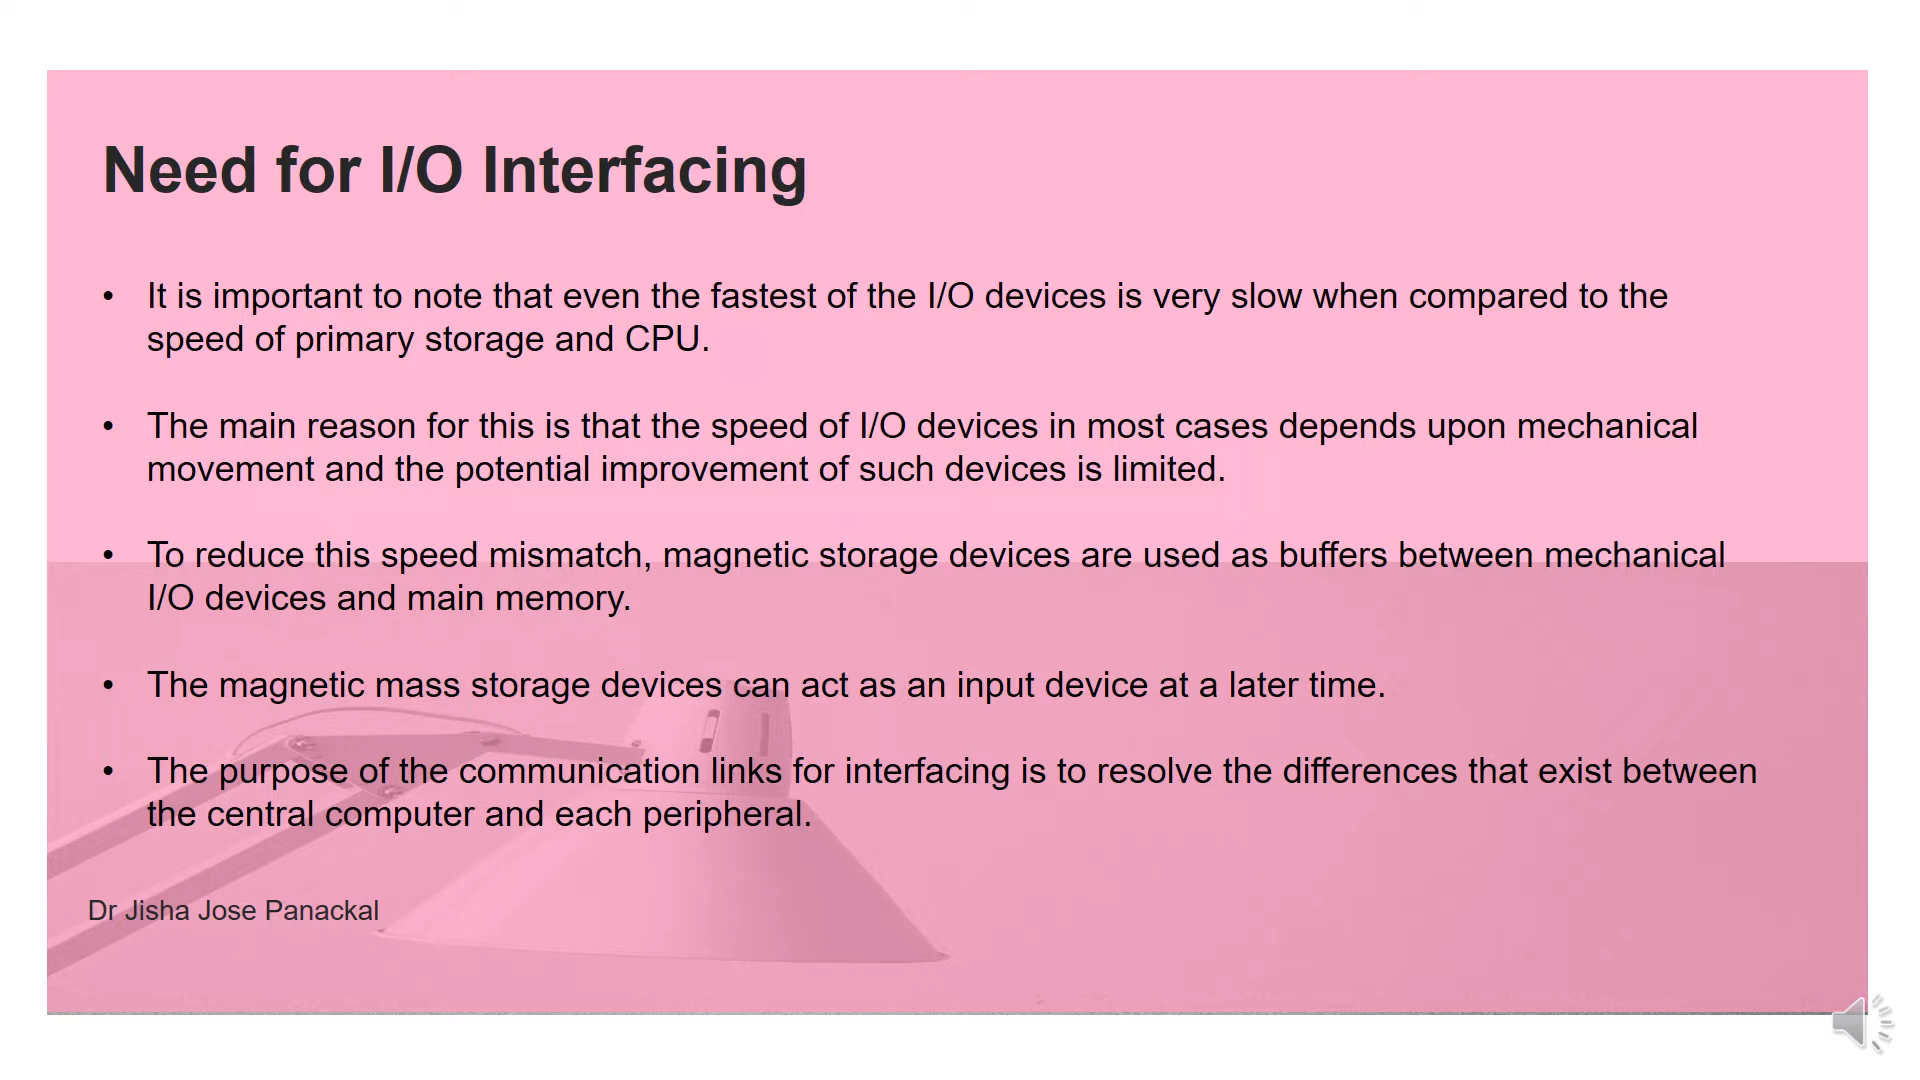 Need for I/O Interfacing
• It is important to note that even the fastest of the I/O devices is very slow when compared to the
speed of primary storage and CPU.
• The main reason for this is that the speed of I/O devices in most cases depends upon mechanical
movement and the potential improvement of such devices is limited.
• To reduce this speed mismatch, magnetic storage devices are used as buffers between mechanical
I/O devices and main memory.
• The magnetic mass storage devices can act as an input device at a later time.
• The purpose of the communication links for interfacing is to resolve the differences that exist between
the central computer and each peripheral.
Dr Jisha Jose Panackal